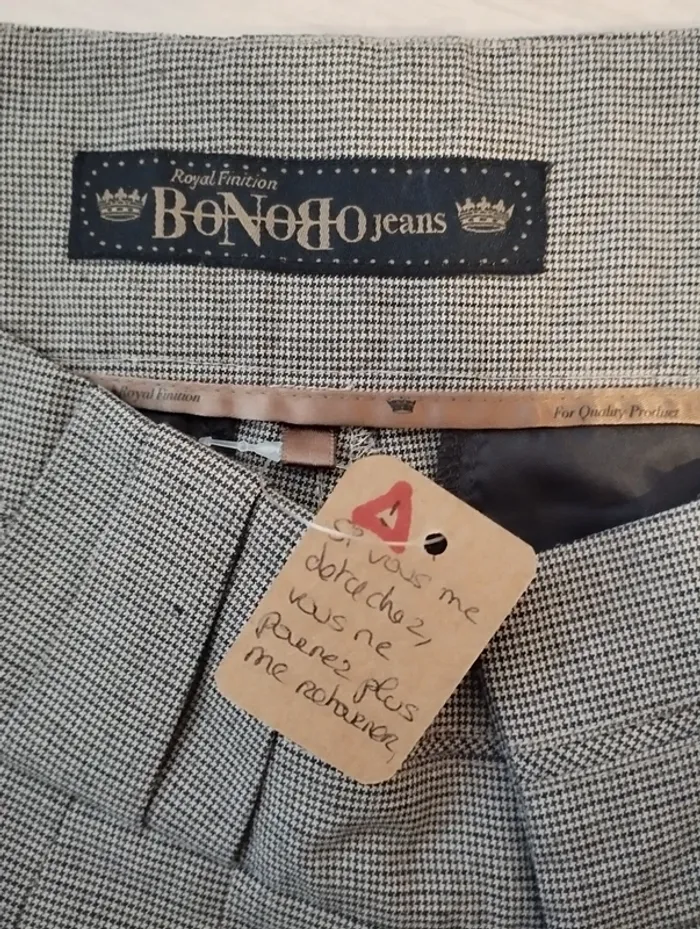 Royal Finition
BONOBO jeans
Royal Finition
For Quality Product
Si vous me
detachez,
vous ne
pourrez plus
me retourner,